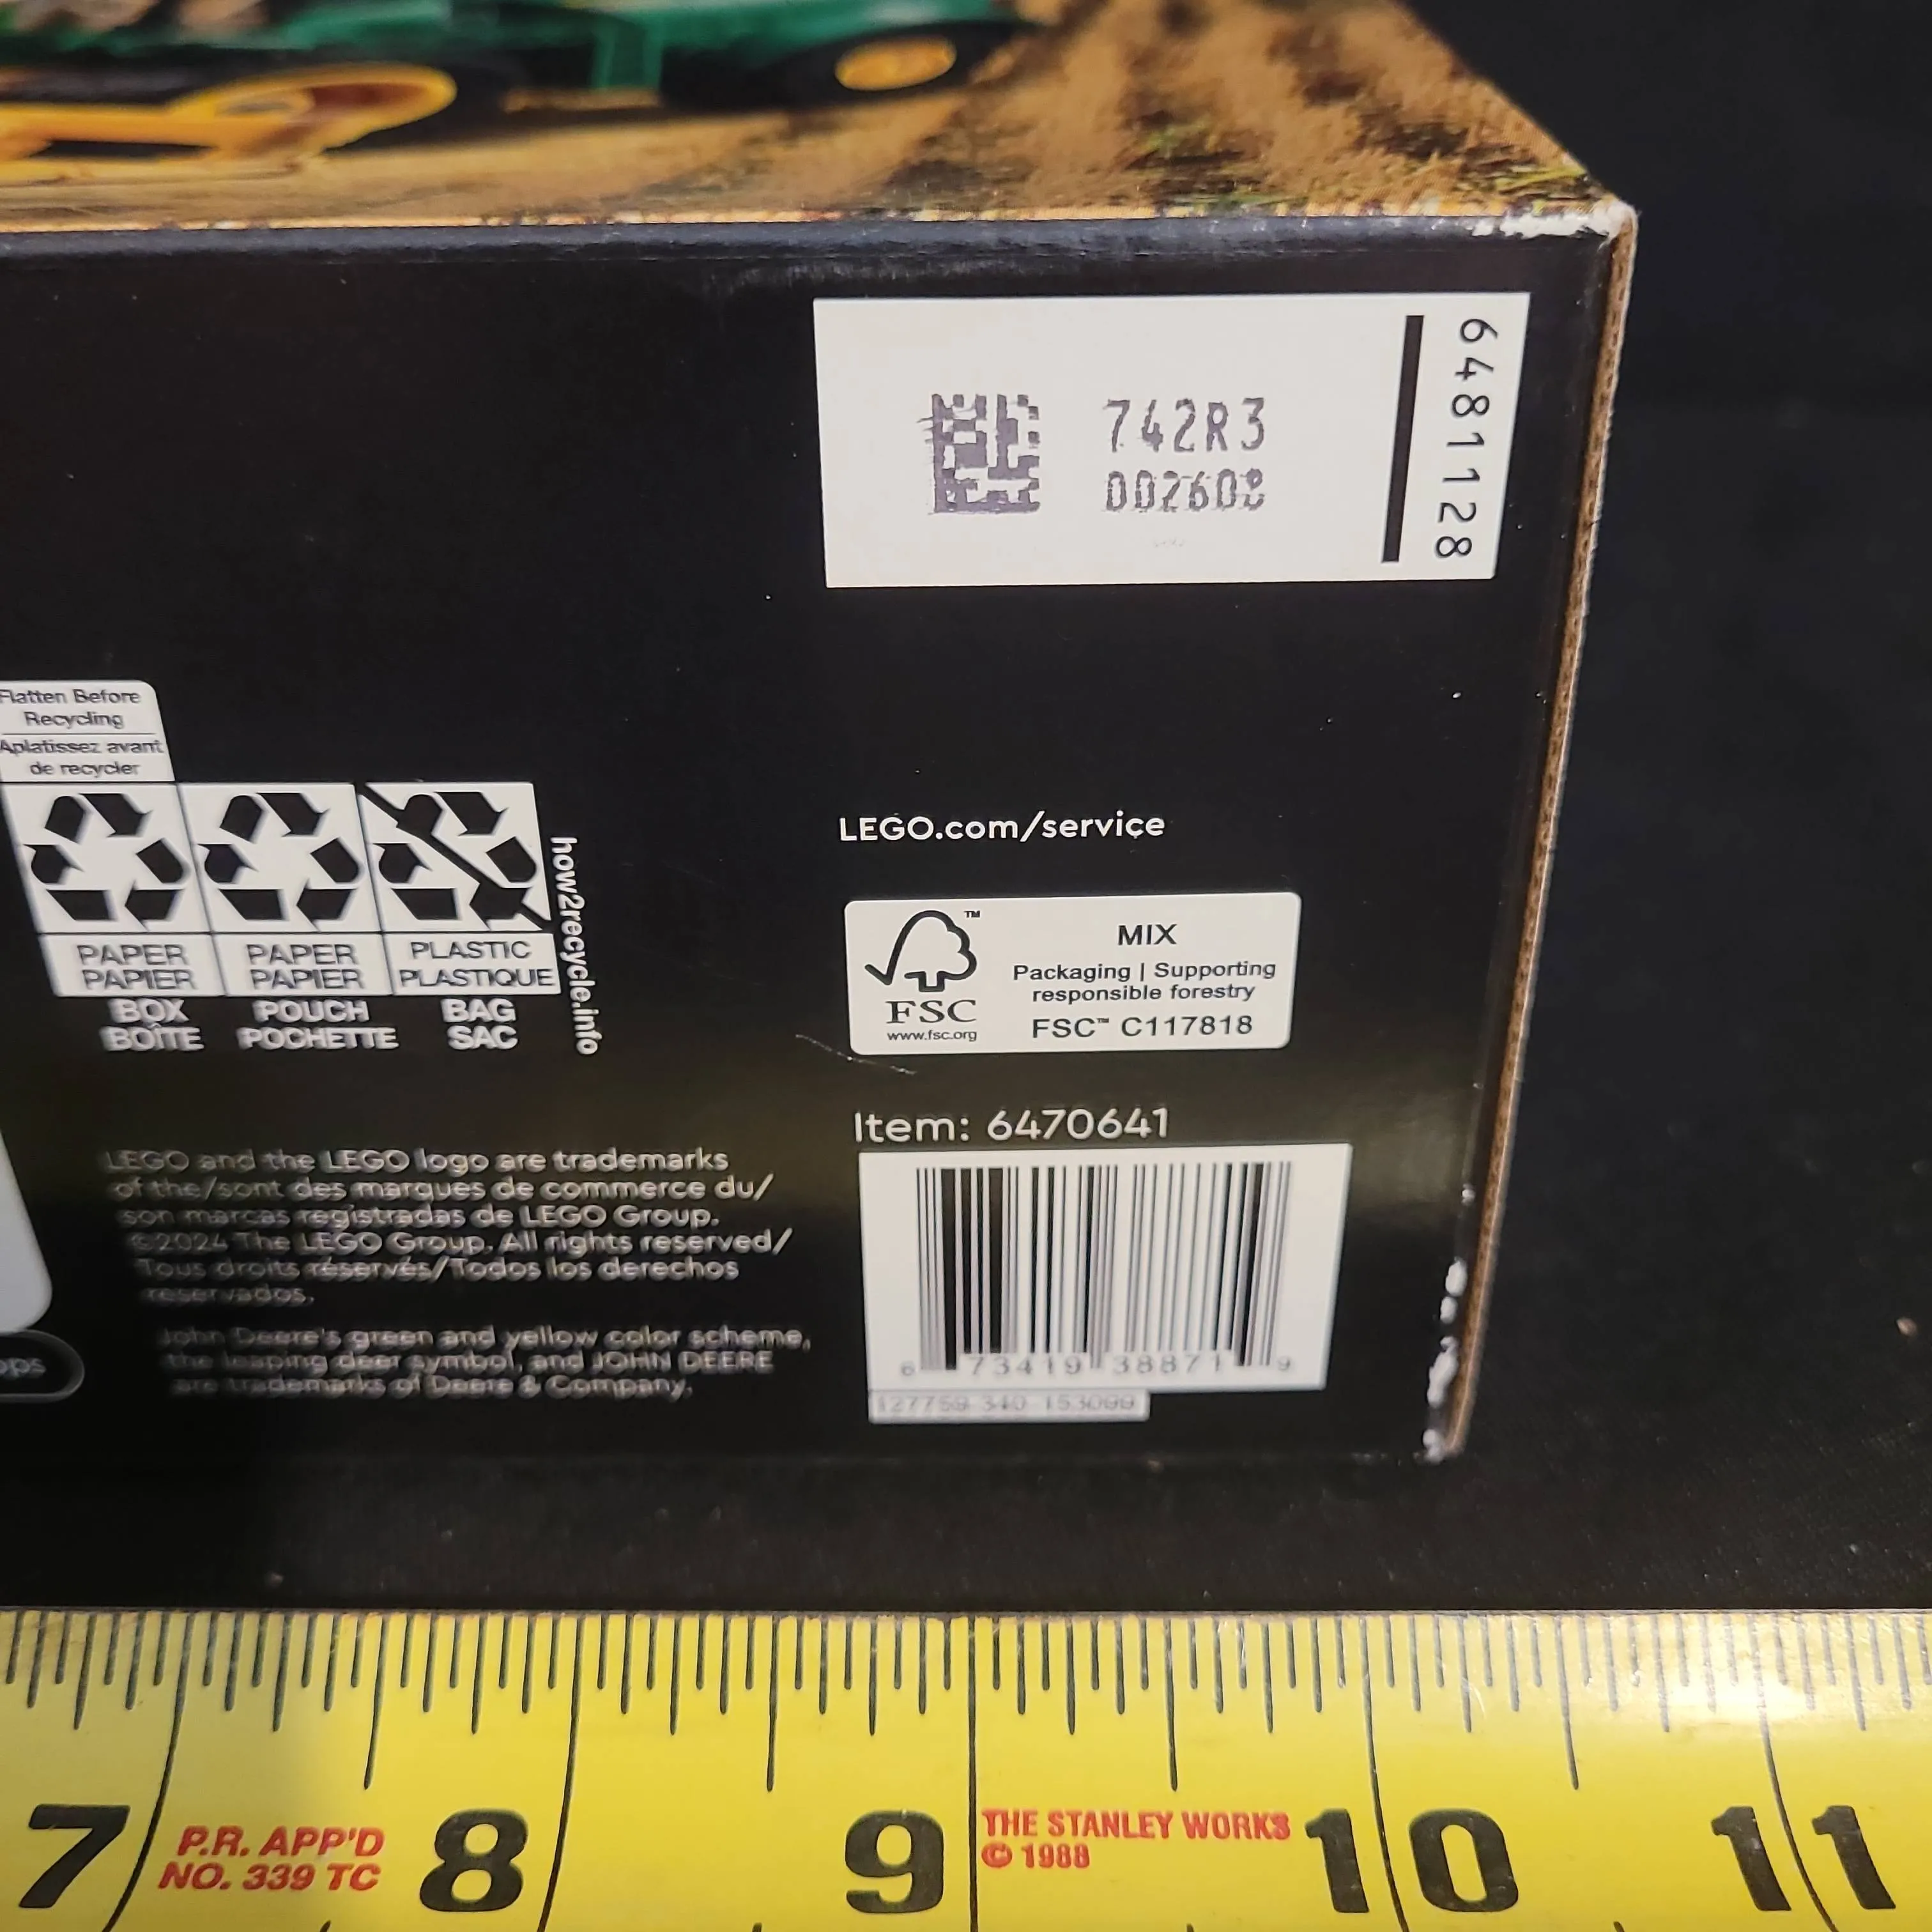 742R3
002608
6481128
Flatten Before
Recycling
Aplatissez avant
de recycler
PAPER
PAPIER
BOX
BOÎTE
PAPER
PAPIER
POUCH
POCHETTE
PLASTIC
PLASTIQUE
BAG
SAC
how2recycle.info
LEGO.com/service
™
FSC
www.fsc.org
MIX
Packaging | Supporting
responsible forestry
FSC™ C117818
Item: 6470641
6 73419 38871 9
LEGO and the LEGO logo are trademarks
of the/sont des marques de commerce du/
son marcas registradas de LEGO Group.
©2024 The LEGO Group. All rights reserved/
Tous droits réservés/Todos los derechos
reservados.
John Deere's green and yellow color scheme,
the leaping deer symbol, and JOHN DEERE
are trademarks of Deere & Company.
7 8 9 10 11
P.R. APP'D
NO. 339 TC
THE STANLEY WORKS
© 1988